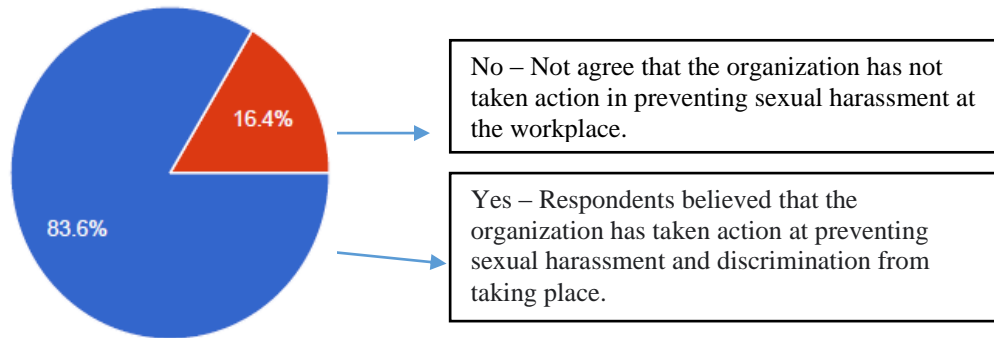 16.4%
83.6%
No – Not agree that the organization has not
taken action in preventing sexual harassment at
the workplace.
Yes – Respondents believed that the
organization has taken action at preventing
sexual harassment and discrimination from
taking place.